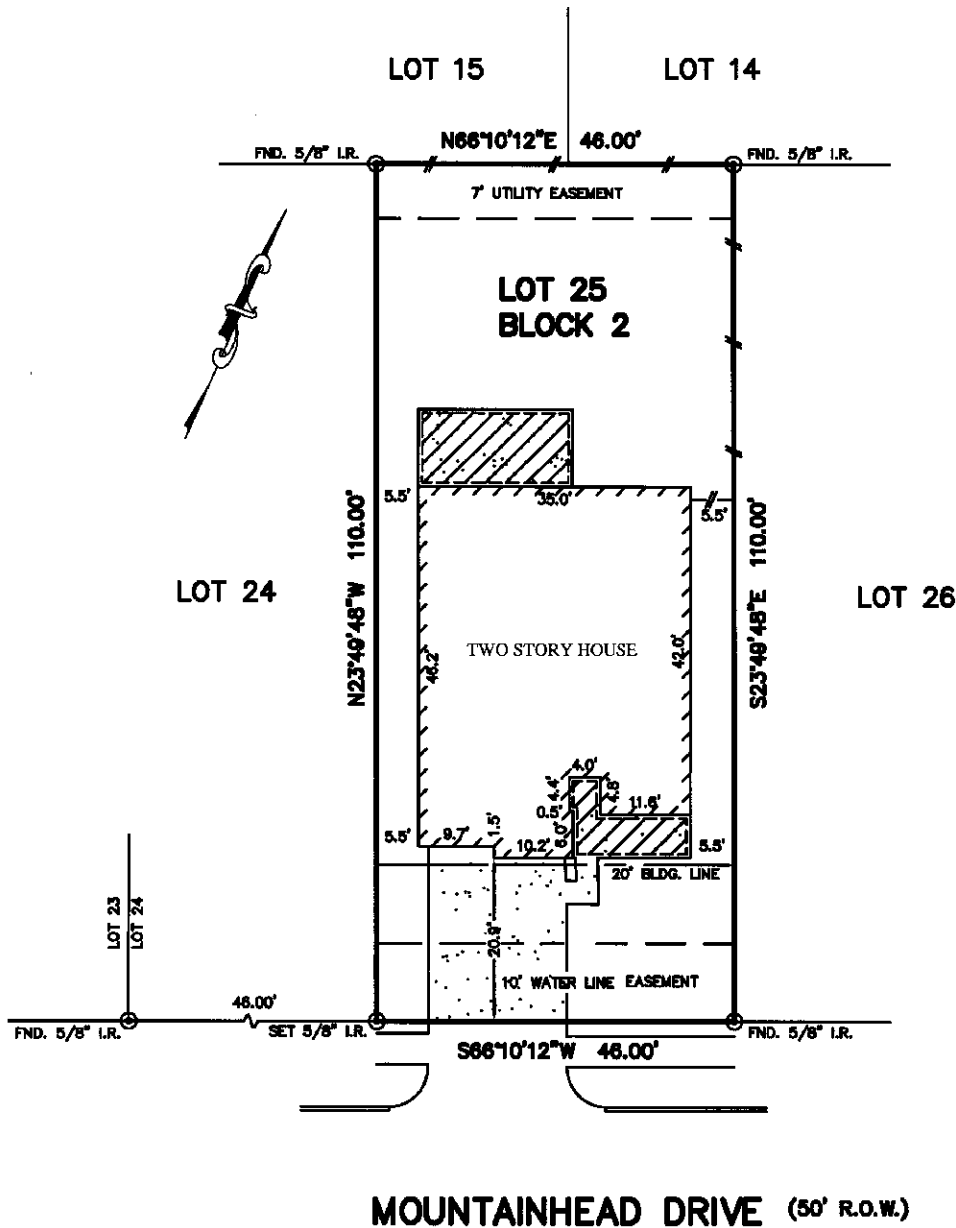 LOT 15
LOT 14
N66°10'12"E 46.00'
FND. 5/8" I.R.
FND. 5/8" I.R.
7' UTILITY EASEMENT
LOT 25
BLOCK 2
5.5'
35.0'
5.5'
N23°49'48"W 110.00'
S23°49'48"E 110.00'
LOT 24
LOT 26
TWO STORY HOUSE
46.2'
42.0'
4.0'
4.4'
4.8'
0.5'
11.6'
6.0'
5.5'
9.7'
1.5'
10.2'
5.5'
20' BLDG. LINE
LOT 23
LOT 24
20.9'
10' WATER LINE EASEMENT
46.00'
FND. 5/8" I.R.
SET 5/8" I.R.
FND. 5/8" I.R.
S66°10'12"W 46.00'
MOUNTAINHEAD DRIVE (50' R.O.W.)